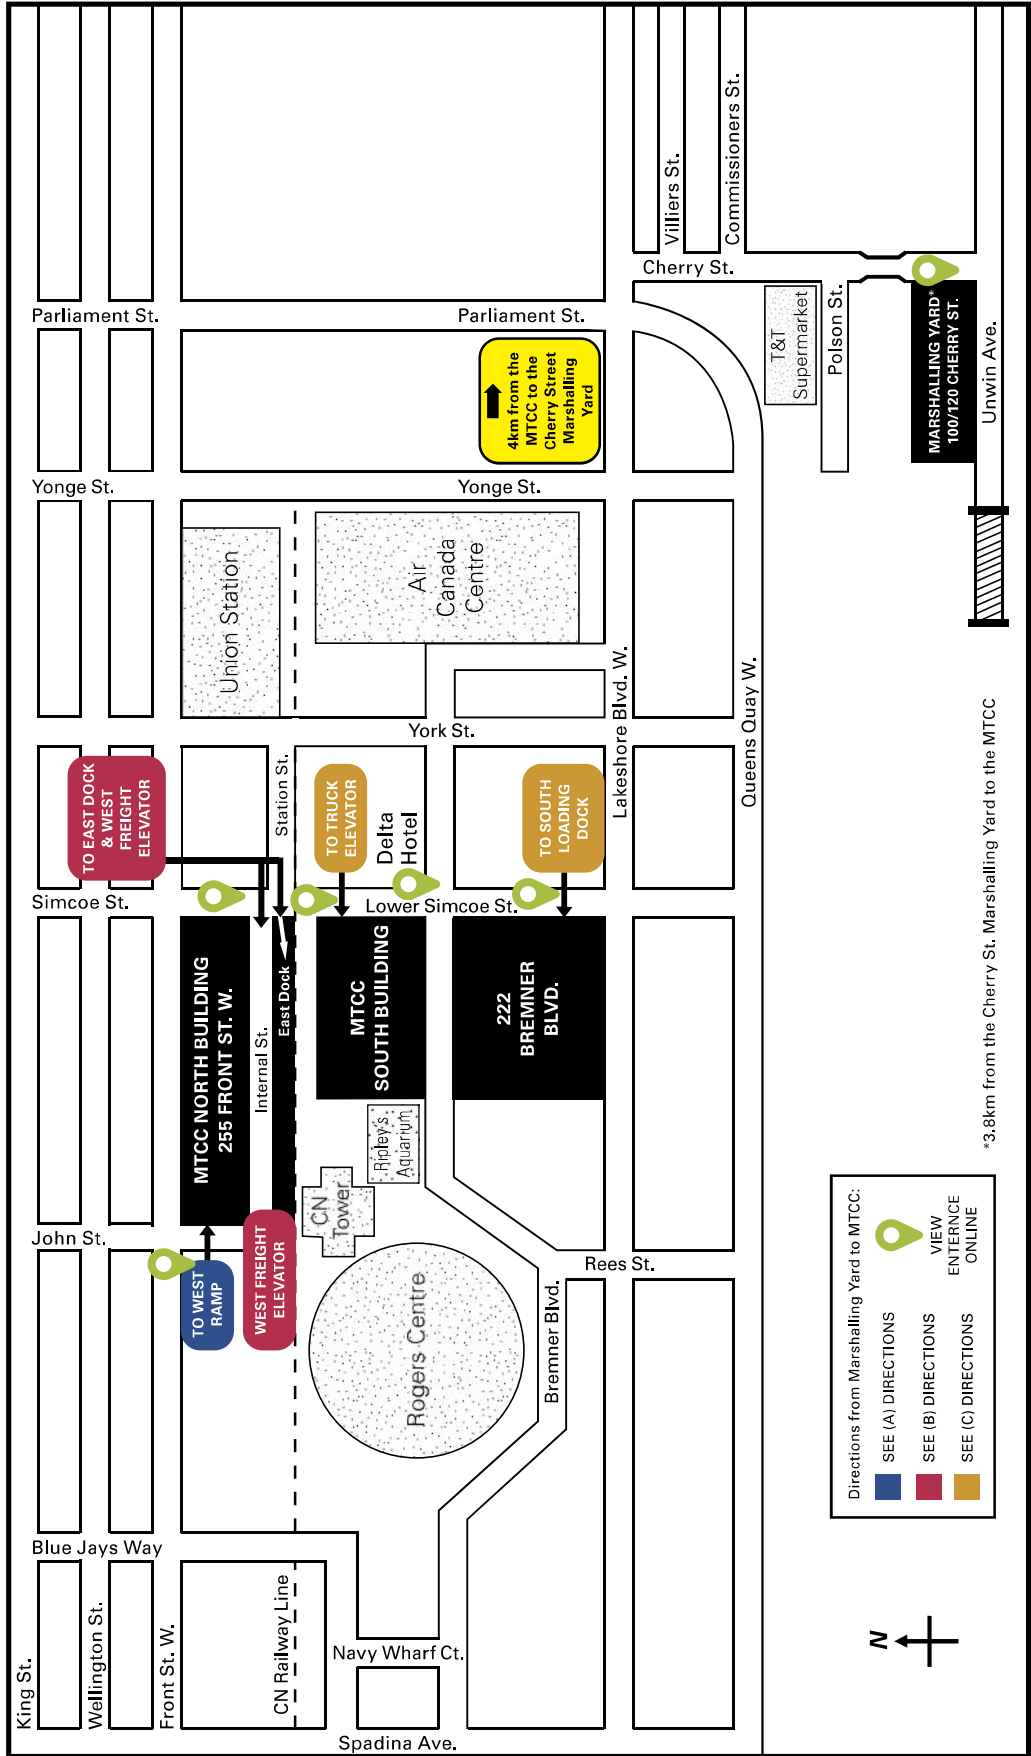 Parliament St.
Parliament St.
Villiers St.
Commissioners St.
Cherry St.
T&T
Supermarket
Polson St.
MARSHALLING YARD*
100/120 CHERRY ST.
Unwin Ave.
4km from the
MTCC to the
Cherry Street
Marshalling
Yard
Yonge St.
Yonge St.
Union Station
Air
Canada
Centre
York St.
Lakeshore Blvd. W.
Queens Quay W.
TO EAST DOCK
& WEST
FREIGHT
ELEVATOR
Station St.
TO TRUCK
ELEVATOR
Delta
Hotel
TO SOUTH
LOADING
DOCK
Simcoe St.
Lower Simcoe St.
MTCC NORTH BUILDING
255 FRONT ST. W.
Internal St.
East Dock
MTCC
SOUTH BUILDING
222
BREMNER
BLVD.
Ripley's
Aquarium
CN
Tower
John St.
TO WEST
RAMP
WEST FREIGHT
ELEVATOR
Rogers Centre
Rees St.
Bremner Blvd.
Blue Jays Way
CN Railway Line
Navy Wharf Ct.
King St.
Wellington St.
Front St. W.
Spadina Ave.
*3.8km from the Cherry St. Marshalling Yard to the MTCC
Directions from Marshalling Yard to MTCC:
SEE (A) DIRECTIONS
SEE (B) DIRECTIONS
SEE (C) DIRECTIONS
VIEW
ENTERNCE
ONLINE
N